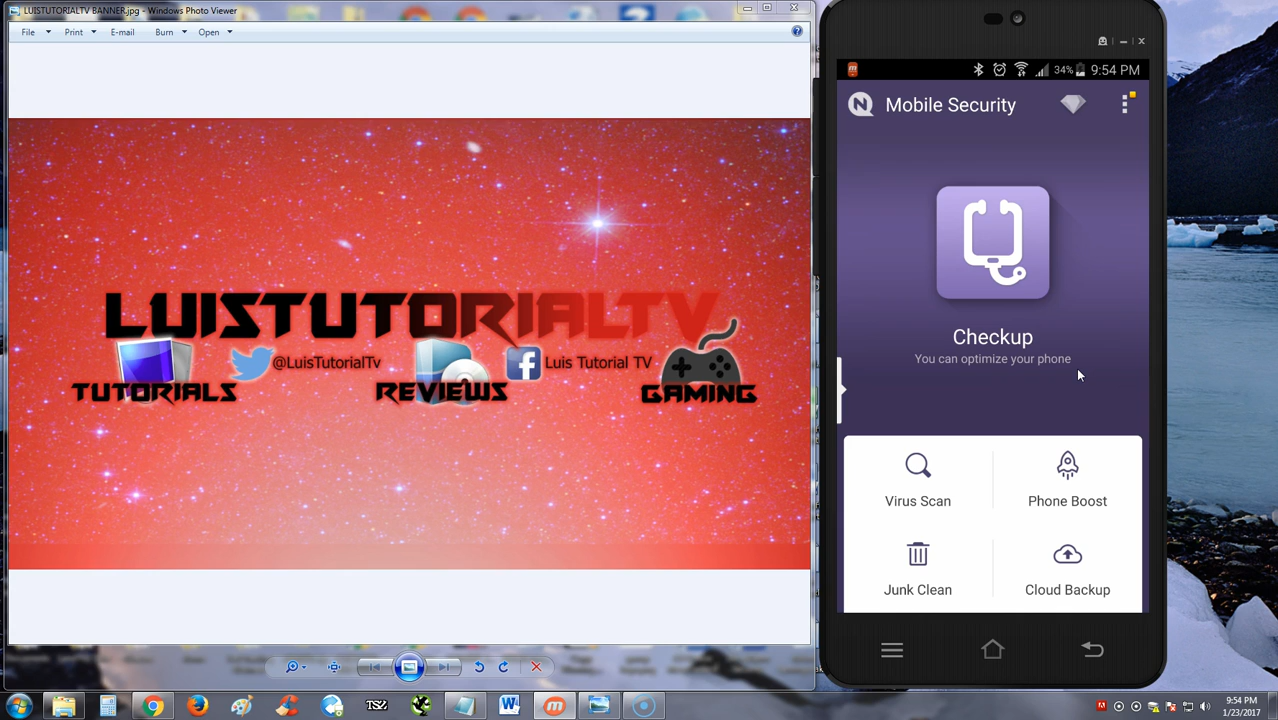 LUISTUTORIALTV BANNER.jpg - Windows Photo Viewer
File Print E-mail Burn Open
LUISTUTORIALTV
@LuisTutorialTv Luis Tutorial TV
TUTORIALS REVIEWS GAMING
34% 9:54 PM
N Mobile Security
Checkup
You can optimize your phone
Virus Scan Phone Boost
Junk Clean Cloud Backup
TSZ
9:54 PM
1/23/2017